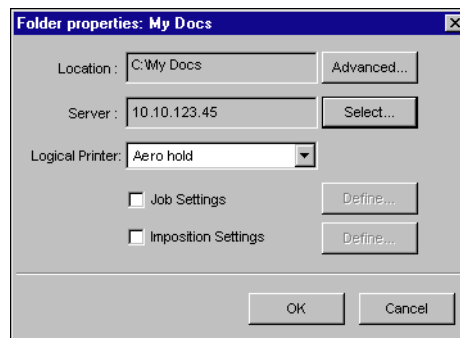 Folder properties: My Docs
Location : C:\My Docs Advanced...
Server : 10.10.123.45 Select...
Logical Printer: Aero hold
Job Settings Define...
Imposition Settings Define...
OK Cancel